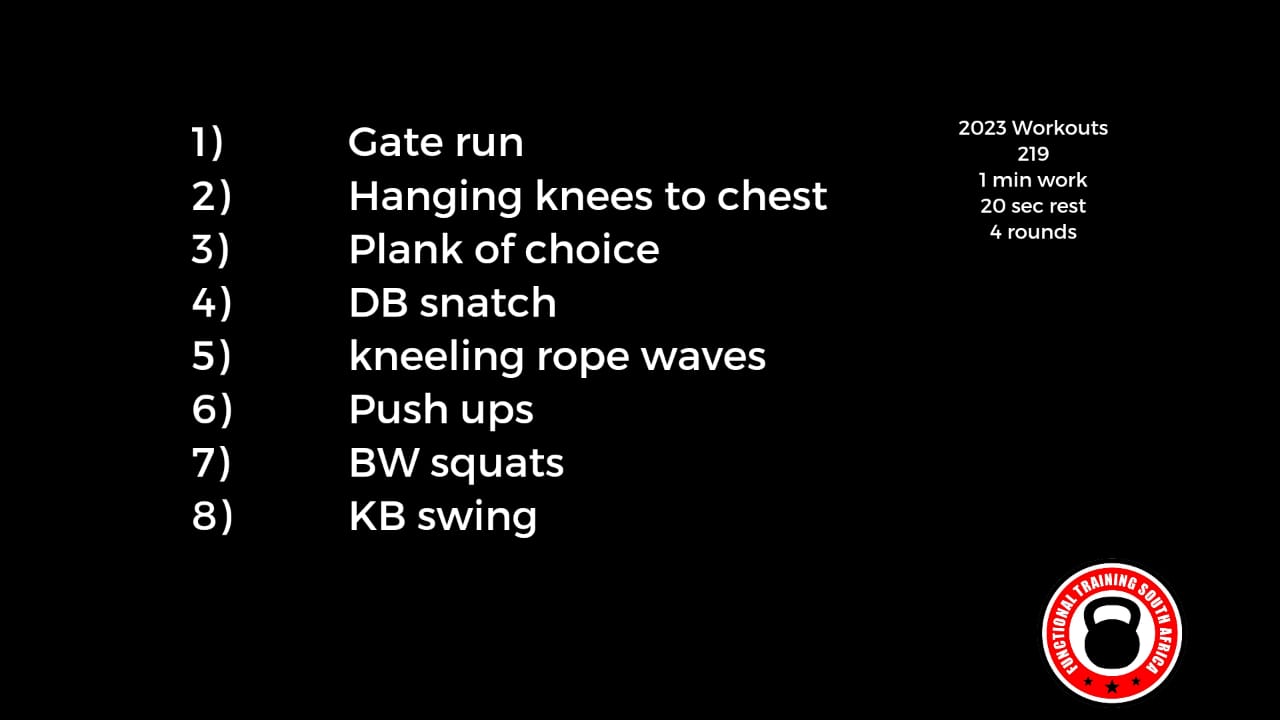 1) Gate run
2) Hanging knees to chest
3) Plank of choice
4) DB snatch
5) kneeling rope waves
6) Push ups
7) BW squats
8) KB swing
2023 Workouts
219
1 min work
20 sec rest
4 rounds
FUNCTIONAL TRAINING SOUTH AFRICA